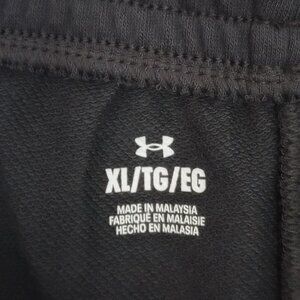 XL/TG/EG
MADE IN MALAYSIA
FABRIQUÉ EN MALAISIE
HECHO EN MALASIA